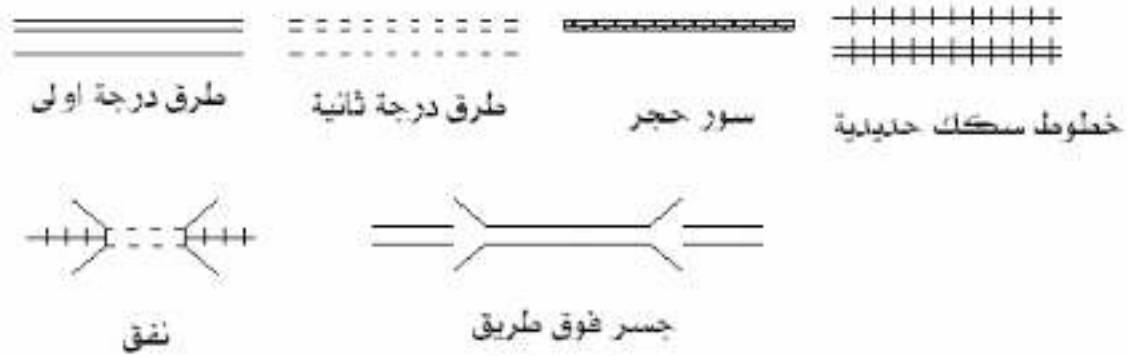 طرق درجة اولى
طرق درجة ثانية
سور حجر
خطوط سكك حديدية
نفق
جسر فوق طريق